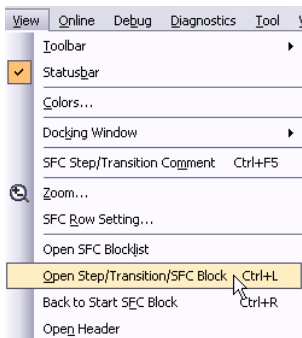 View Online Debug Diagnostics Tool
Toolbar
Statusbar
Colors...
Docking Window
SFC Step/Transition Comment Ctrl+F5
Zoom...
SFC Row Setting...
Open SFC Blocklist
Open Step/Transition/SFC Block Ctrl+L
Back to Start SFC Block Ctrl+R
Open Header